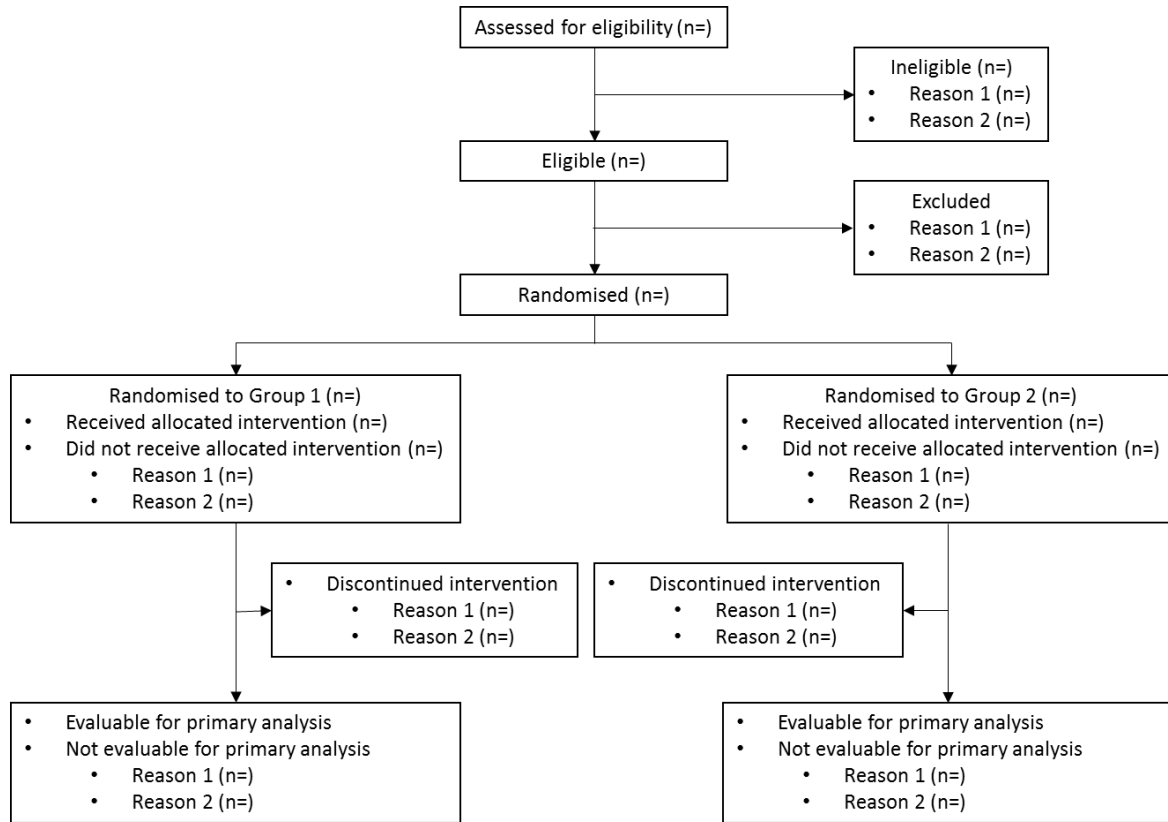 Assessed for eligibility (n=)
Ineligible (n=)
• Reason 1 (n=)
• Reason 2 (n=)
Eligible (n=)
Excluded
• Reason 1 (n=)
• Reason 2 (n=)
Randomised (n=)
Randomised to Group 1 (n=)
• Received allocated intervention (n=)
• Did not receive allocated intervention (n=)
• Reason 1 (n=)
• Reason 2 (n=)
Randomised to Group 2 (n=)
• Received allocated intervention (n=)
• Did not receive allocated intervention (n=)
• Reason 1 (n=)
• Reason 2 (n=)
• Discontinued intervention
• Reason 1 (n=)
• Reason 2 (n=)
• Discontinued intervention
• Reason 1 (n=)
• Reason 2 (n=)
• Evaluable for primary analysis
• Not evaluable for primary analysis
• Reason 1 (n=)
• Reason 2 (n=)
• Evaluable for primary analysis
• Not evaluable for primary analysis
• Reason 1 (n=)
• Reason 2 (n=)